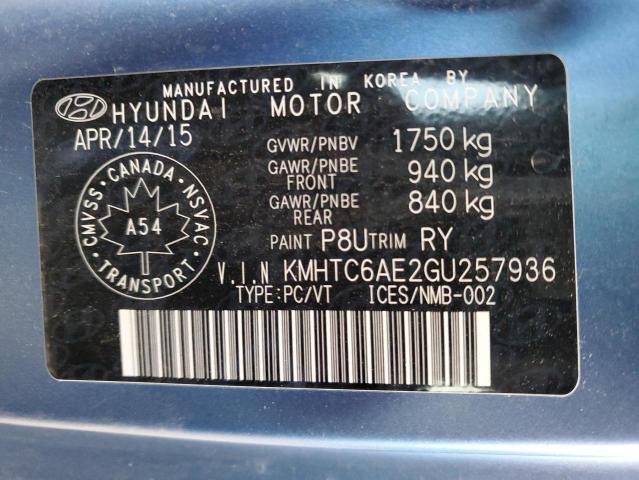 MANUFACTURED IN KOREA BY
HYUNDAI MOTOR COMPANY
APR/14/15
GVWR/PNBV 1750 kg
GAWR/PNBE FRONT 940 kg
GAWR/PNBE REAR 840 kg
CANADA
CMVSS · NSVAC
A54
TRANSPORT
PAINT P8U TRIM RY
V.I.N KMHTC6AE2GU257936
TYPE:PC/VT ICES/NMB-002